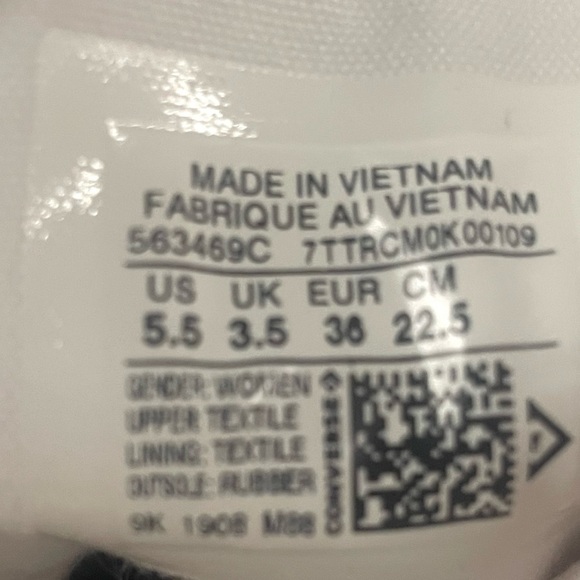 MADE IN VIETNAM
FABRIQUE AU VIETNAM
563469C 7TTRCM0K00109
US UK EUR CM
5.5 3.5 36 22.5
GENDER: WOMEN
UPPER: TEXTILE
LINING: TEXTILE
OUTSOLE: RUBBER
9K 1908 M88
CONVERSE